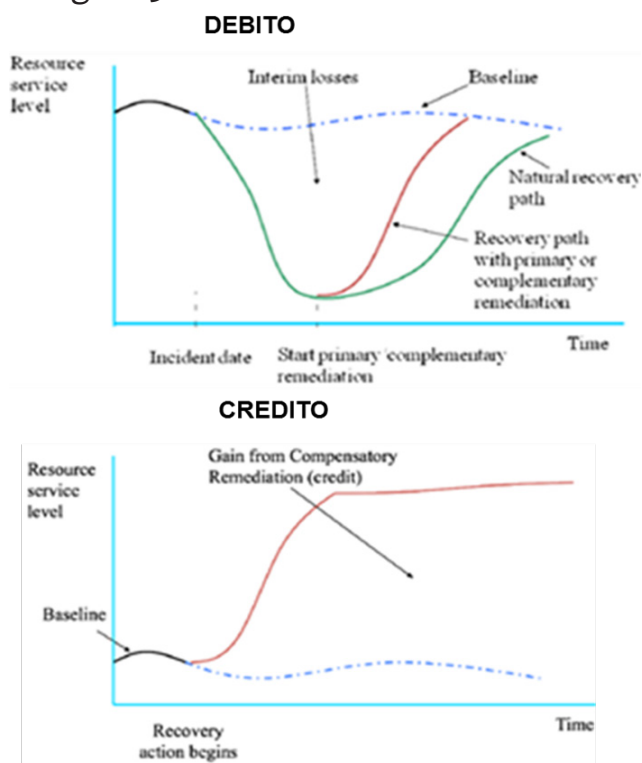 DEBITO
Resource
service
level
Interim losses
Baseline
Natural recovery
path
Recovery path
with primary or
complementary
remediation
Incident date
Start primary/complementary
remediation
Time
CREDITO
Gain from Compensatory
Remediation (credit)
Resource
service
level
Baseline
Recovery
action begins
Time